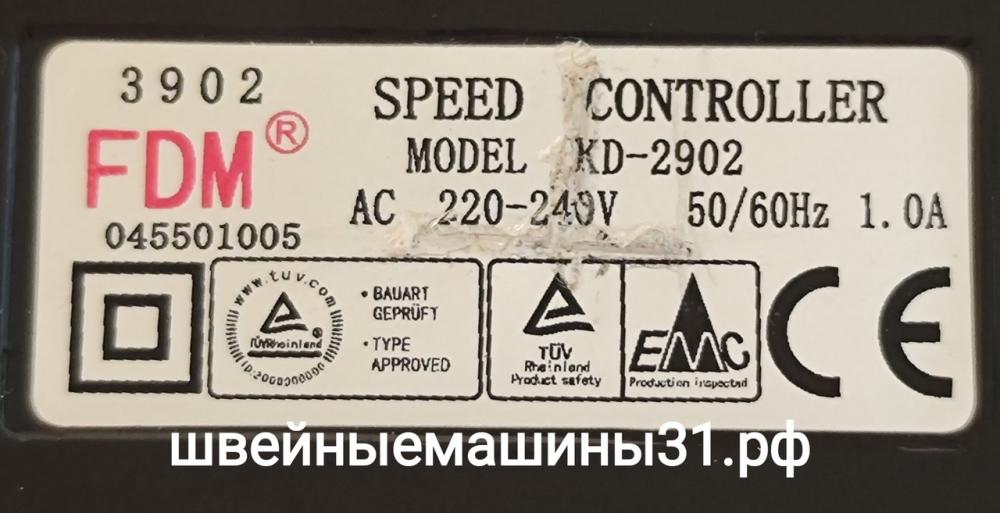 3902
FDM®
045501005
SPEED CONTROLLER
MODEL KD-2902
AC 220-240V 50/60Hz 1.0A
www.tuv.com
TÜVRheinland®
ID:2000000000
• BAUART
GEPRÜFT
• TYPE
APPROVED
TÜV
Rheinland
Product safety
EMC
Production inspected
CE
швейныемашины31.рф